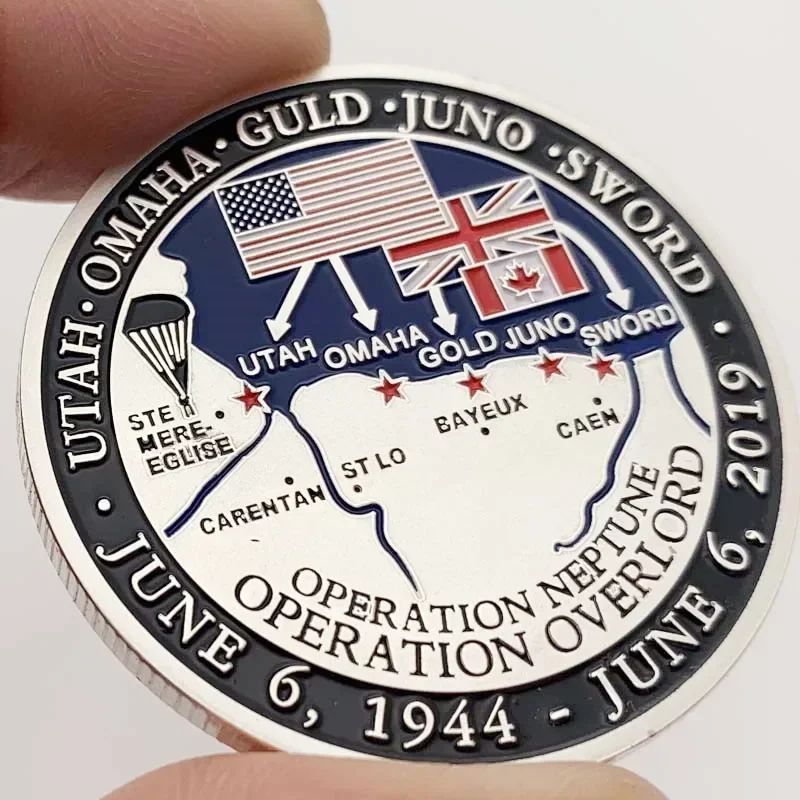 · UTAH · OMAHA · GULD · JUNO · SWORD ·
UTAH OMAHA GOLD JUNO SWORD
STE
MERE-
EGLISE
CARENTAN
ST LO
BAYEUX
CAEN
OPERATION NEPTUNE
OPERATION OVERLORD
JUNE 6, 1944 - JUNE 6, 2019